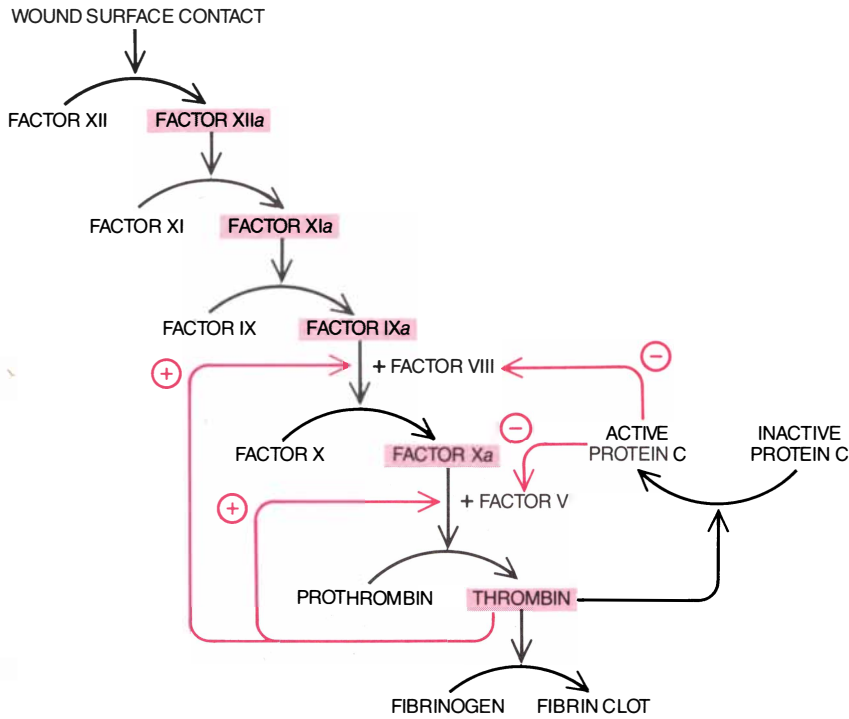 WOUND SURFACE CONTACT
FACTOR XII
FACTOR XIIa
FACTOR XI
FACTOR XIa
FACTOR IX
FACTOR IXa
+
+ FACTOR VIII
−
FACTOR X
FACTOR Xa
−
ACTIVE
PROTEIN C
INACTIVE
PROTEIN C
+
+ FACTOR V
PROTHROMBIN
THROMBIN
FIBRINOGEN
FIBRIN CLOT